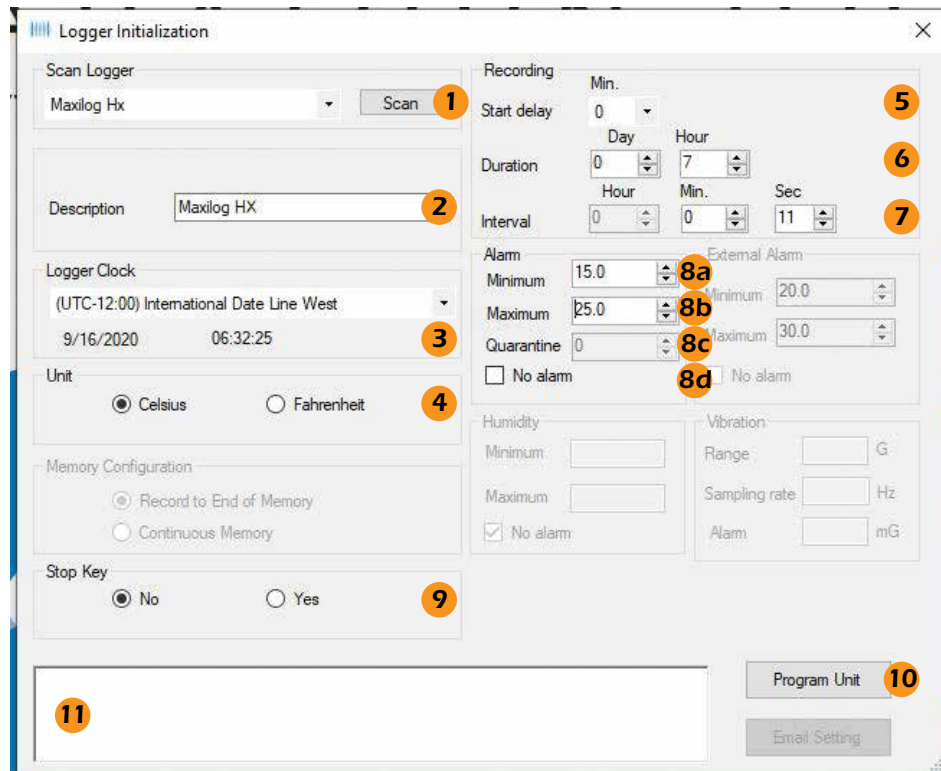 Logger Initialization
Scan Logger
Maxilog Hx
Scan
1
Description
Maxilog HX
2
Logger Clock
(UTC-12:00) International Date Line West
9/16/2020 06:32:25
3
Unit
Celsius Fahrenheit
4
Memory Configuration
Record to End of Memory
Continuous Memory
Stop Key
No Yes
9
11
Recording
Min.
Start delay 0
5
Day Hour
Duration 0 7
6
Hour Min. Sec
Interval 0 0 11
7
Alarm
Minimum 15.0
8a
Maximum 25.0
8b
Quarantine 0
8c
No alarm
8d
External Alarm
Minimum 20.0
Maximum 30.0
No alarm
Humidity
Minimum
Maximum
No alarm
Vibration
Range G
Sampling rate Hz
Alarm mG
Program Unit
10
Email Setting